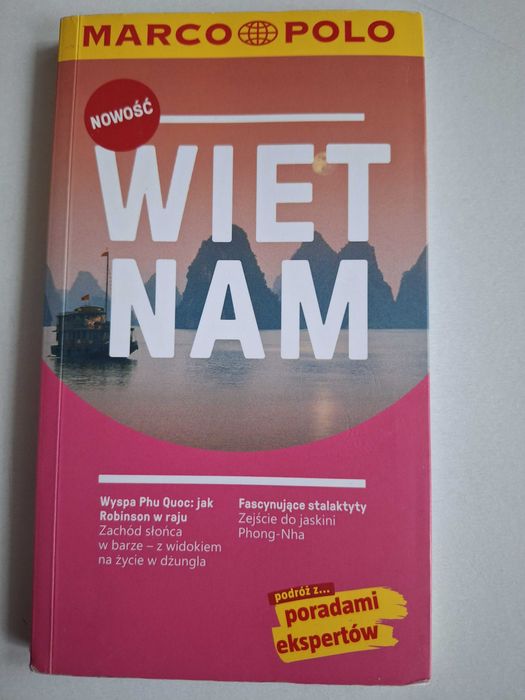 MARCO POLO
NOWOŚĆ
WIET
NAM
Wyspa Phu Quoc: jak
Robinson w raju
Zachód słońca
w barze – z widokiem
na życie w dżungla
Fascynujące stalaktyty
Zejście do jaskini
Phong-Nha
podróż z...
poradami
ekspertów